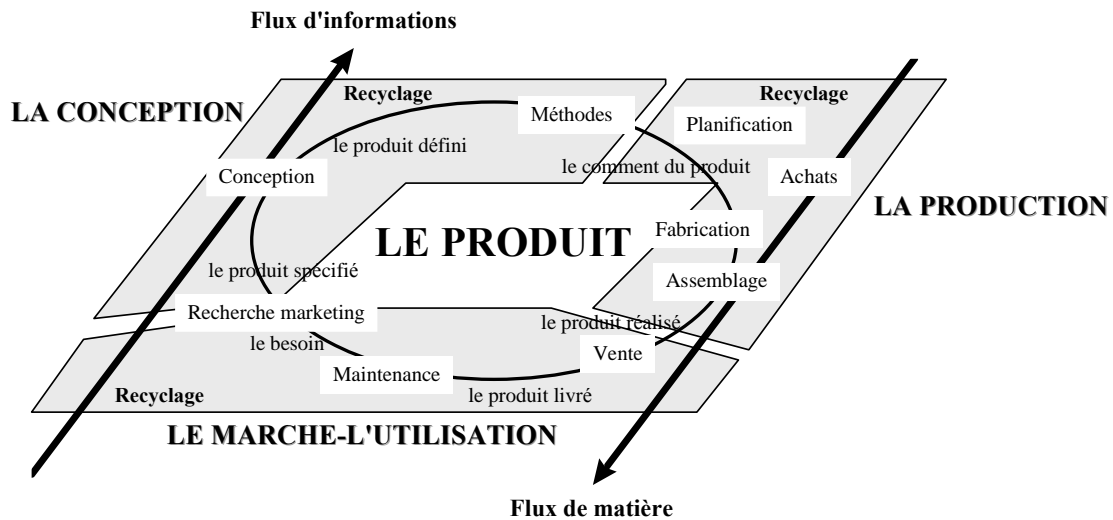 Flux d'informations
Recyclage
Recyclage
LA CONCEPTION
Méthodes
Planification
le produit défini
le comment du produit
Conception
Achats
LA PRODUCTION
LE PRODUIT
Fabrication
le produit spécifié
Assemblage
Recherche marketing
le produit réalisé
le besoin
Vente
Maintenance
Recyclage
le produit livré
LE MARCHE-L'UTILISATION
Flux de matière